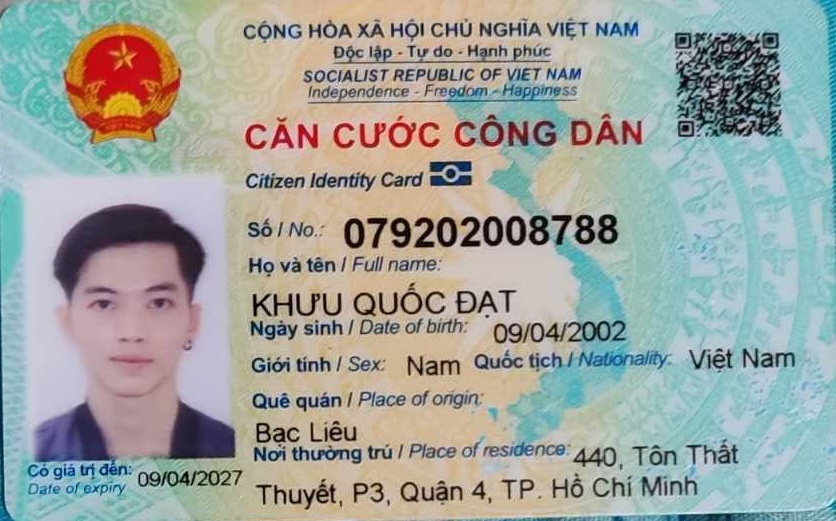 CỘNG HÒA XÃ HỘI CHỦ NGHĨA VIỆT NAM
Độc lập - Tự do - Hạnh phúc
SOCIALIST REPUBLIC OF VIET NAM
Independence - Freedom - Happiness
CĂN CƯỚC CÔNG DÂN
Citizen Identity Card
Số / No.: 079202008788
Họ và tên / Full name:
KHƯU QUỐC ĐẠT
Ngày sinh / Date of birth: 09/04/2002
Giới tính / Sex: Nam Quốc tịch / Nationality: Việt Nam
Quê quán / Place of origin:
Bạc Liêu
Nơi thường trú / Place of residence: 440, Tôn Thất
Thuyết, P3, Quận 4, TP. Hồ Chí Minh
Có giá trị đến: 09/04/2027
Date of expiry